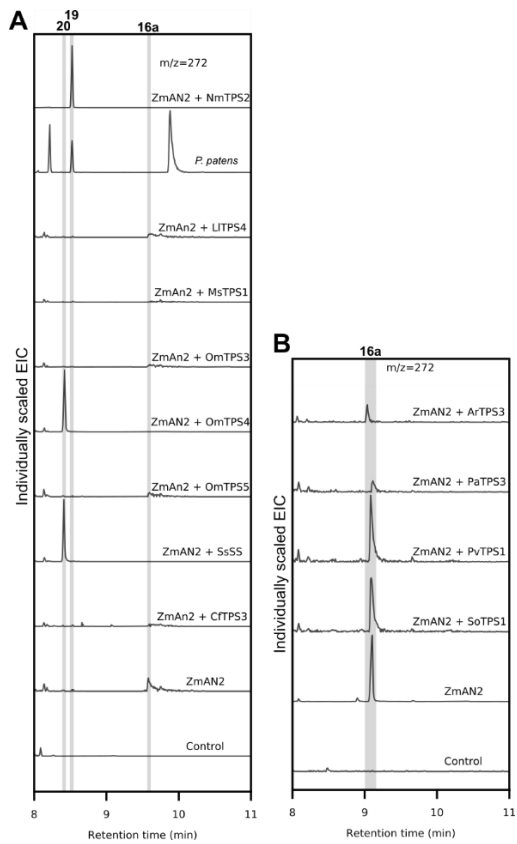 A
19
20
16a
m/z=272
ZmAN2 + NmTPS2
P. patens
ZmAn2 + LlTPS4
ZmAn2 + MsTPS1
ZmAn2 + OmTPS3
ZmAN2 + OmTPS4
ZmAn2 + OmTPS5
ZmAN2 + SsSS
ZmAn2 + CfTPS3
ZmAN2
Control
Individually scaled EIC
8 9 10 11
Retention time (min)
B
16a
m/z=272
ZmAN2 + ArTPS3
ZmAN2 + PaTPS3
ZmAN2 + PvTPS1
ZmAN2 + SoTPS1
ZmAN2
Control
Individually scaled EIC
8 9 10 11
Retention time (min)